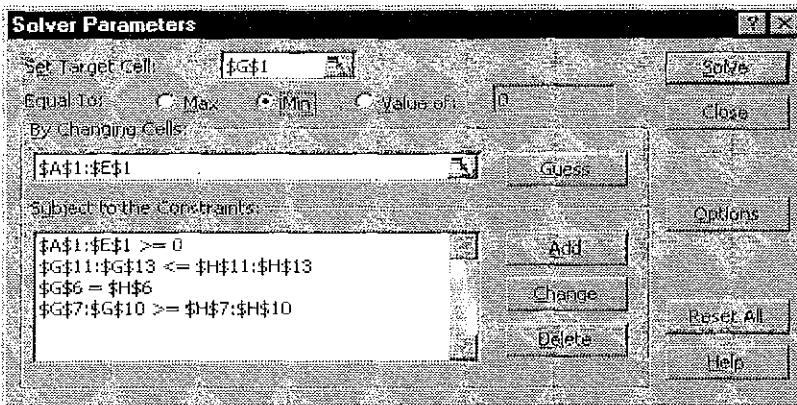 Solver Parameters
Set Target Cell: $G$1 Solve
Equal To: Max Min Value of: 0 Close
By Changing Cells:
$A$1:$E$1 Guess
Subject to the Constraints: Options
$A$1:$E$1 >= 0 Add
$G$11:$G$13 <= $H$11:$H$13
$G$6 = $H$6 Change
$G$7:$G$10 >= $H$7:$H$10 Reset All
Delete
Help